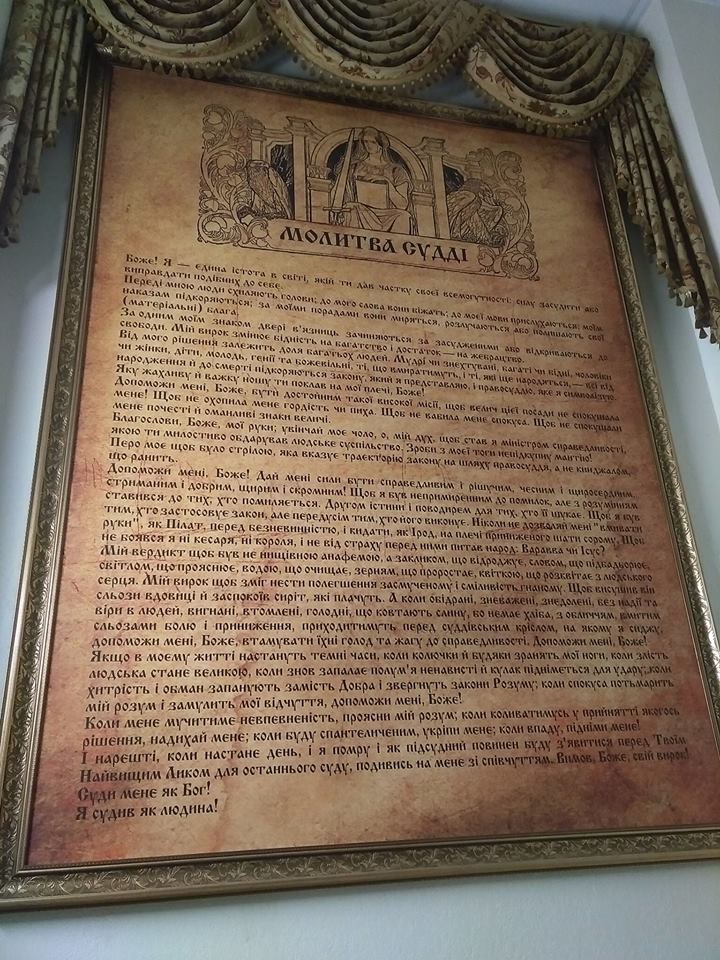 МОЛИТВА СУДДІ
Боже! Я — єдина істота в світі, якій ти дав частку своєї всемогутності: силу засудити або
виправдати подібних до себе.
Переді мною люди схиляють голови; до мого слова вони біжать; до моєї мови прислухаються; моїм
наказам підкоряються; за моїми порадами вони миряться, розлучаються або полишають свої
(матеріальні) блага.
За одним моїм знаком двері в'язниць зачиняються за засудженими або відкриваються до
свободи. Мій вирок змінює бідність на багатство і достаток — на жебрацтво.
Від мого рішення залежить доля багатьох людей. Мудрі чи знехтувані, багаті чи бідні, чоловіки
чи жінки, діти, молодь, генії та божевільні, ті, що вмиратимуть, і ті, які ще народяться, — всі від
народження й до смерті підкоряються закону, який я представляю, і правосуддю, яке я символізую.
Яку жахливу й важку ношу ти поклав на мої плечі, Боже!
Допоможи мені, Боже, бути достойним такої високої місії, щоб велич цієї посади не спокушала
мене! Щоб не охопила мене гордість чи пиха. Щоб не вабила мене спокуса. Щоб не спокушали
мене почесті й оманливі знаки величі.
Благослови, Боже, мої руки; увінчай моє чоло, о, мій дух, щоб став я міністром справедливості,
якою ти милостиво обдарував людське суспільство. Зроби з моєї тоги непідкупну мантію!
Перо моє щоб було стрілою, яка вказує траєкторію закону на шляху правосуддя, а не кинджалом,
що ранить.
Допоможи мені, Боже! Дай мені сили бути справедливим і рішучим, чесним і щиросердим,
стриманим і добрим, щирим і скромним! Щоб я був непримиренним до помилок, але з розумінням
ставився до тих, хто помиляється. Другом істини і поводирем для тих, хто її шукає. Щоб я був
тим, хто застосовує закон, але передусім тим, хто його виконує. Ніколи не дозволяй мені "вмивати
руки", як Пілат, перед безневинністю, і кидати, як Ірод, на плечі приниженого шати сорому. Щоб
не боявся я ні кесаря, ні короля, і не від страху перед ними питав народ: Варавва чи Ісус?
Мій вердикт щоб був не нищівною анафемою, а закликом, що відроджує, словом, що підбадьорює,
світлом, що прояснює, водою, що очищає, зерням, що проростає, квіткою, що розквітає з людського
серця. Мій вирок щоб зміг нести полегшення засмученому і сміливість гнаному. Щоб висушив він
сльози вдовиці й заспокоїв сиріт, які плачуть. А коли обідрані, зневажені, знедолені, без надії та
віри в людей, вигнані, втомлені, голодні, що ковтають слину, бо немає хліба, з обличчям, вмитим
сльозами болю і приниження, приходитимуть перед суддівським кріслом, на якому я сиджу,
допоможи мені, Боже, втамувати їхні голод та жагу до справедливості. Допоможи мені, Боже!
Якщо в моєму житті настануть темні часи, коли колючки й будяки зранять мої ноги, коли злість
людська стане великою, коли знов запалає полум'я ненависті й кулак підніметься для удару; коли
хитрість і обман запанують замість Добра і звергнуть закони Розуму; коли спокуса потьмарить
мій розум і замулить мої відчуття, допоможи мені, Боже!
Коли мене мучитиме невпевненість, проясни мій розум; коли коливатимусь у прийнятті якогось
рішення, надихай мене; коли буду спантеличеним, укріпи мене; коли впаду, підніми мене!
І нарешті, коли настане день, і я помру і як підсудний повинен буду з'явитися перед Твоїм
Найвищим Ликом для останнього суду, подивись на мене зі співчуттям. Вимов, Боже, свій вирок!
Суди мене як Бог!
Я судив як людина!